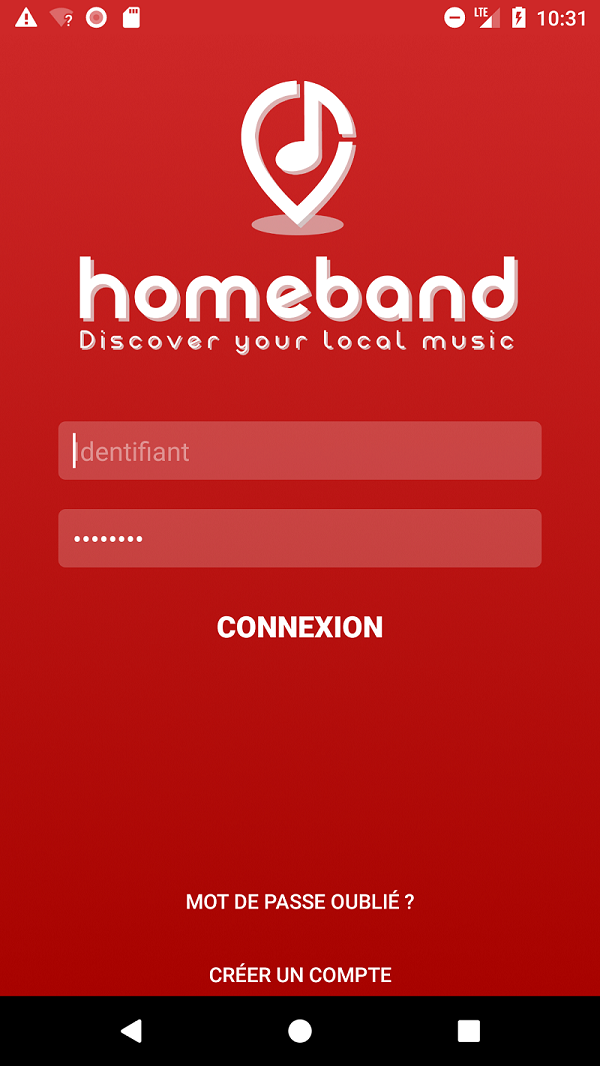 LTE 10:31
homeband
Discover your local music
Identifiant
••••••••
CONNEXION
MOT DE PASSE OUBLIÉ ?
CRÉER UN COMPTE